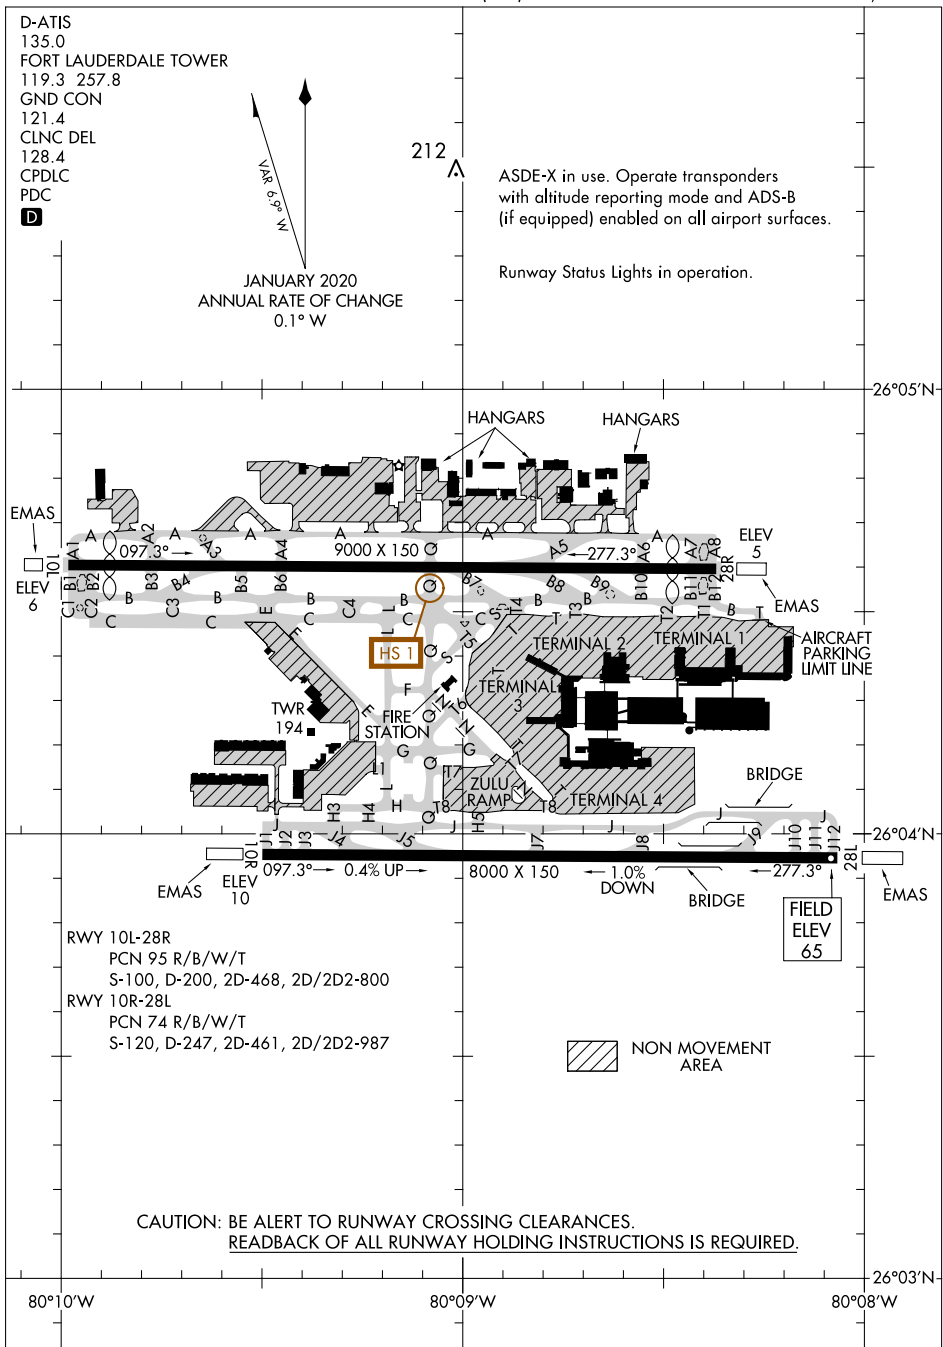 D-ATIS
135.0
FORT LAUDERDALE TOWER
119.3 257.8
GND CON
121.4
CLNC DEL
128.4
CPDLC
PDC
D
VAR 6.9° W
JANUARY 2020
ANNUAL RATE OF CHANGE
0.1° W
212
ASDE-X in use. Operate transponders
with altitude reporting mode and ADS-B
(if equipped) enabled on all airport surfaces.
Runway Status Lights in operation.
26°05'N
HANGARS
HANGARS
EMAS
A A2 A A3 A4 A Q A A5 A6 A7 A8
A1
097.3°
9000 X 150
277.3°
ELEV
5
10L
28R
ELEV
6
EMAS
B1 B2 B3 B4 B5 B6 B7 B8 B9 B10 B11 B12
Q
C1 C2 B C3 B E C4 L B S T4 B T3 B T2 T1 B T
C C C L C T5 T
F
HS 1
Q S
TERMINAL 2
TERMINAL 1
AIRCRAFT
PARKING
LIMIT LINE
T
TERMINAL
3
F
E
FIRE
STATION
Q N T6 N
TWR
194
G
G
Q
L1
L
T7
T7
N
ZULU
RAMP
H
T8
T8
T
TERMINAL 4
BRIDGE
H3 H4 Q J H5 J J J
J
J1 J2 J3 J4 J5 J7 J8 J9 J10 J11 J12
26°04'N
10R
28L
EMAS
ELEV
10
097.3°
0.4% UP
8000 X 150
1.0%
DOWN
277.3°
BRIDGE
EMAS
FIELD
ELEV
65
RWY 10L-28R
PCN 95 R/B/W/T
S-100, D-200, 2D-468, 2D/2D2-800
RWY 10R-28L
PCN 74 R/B/W/T
S-120, D-247, 2D-461, 2D/2D2-987
NON MOVEMENT
AREA
CAUTION: BE ALERT TO RUNWAY CROSSING CLEARANCES.
READBACK OF ALL RUNWAY HOLDING INSTRUCTIONS IS REQUIRED.
26°03'N
80°10'W
80°09'W
80°08'W